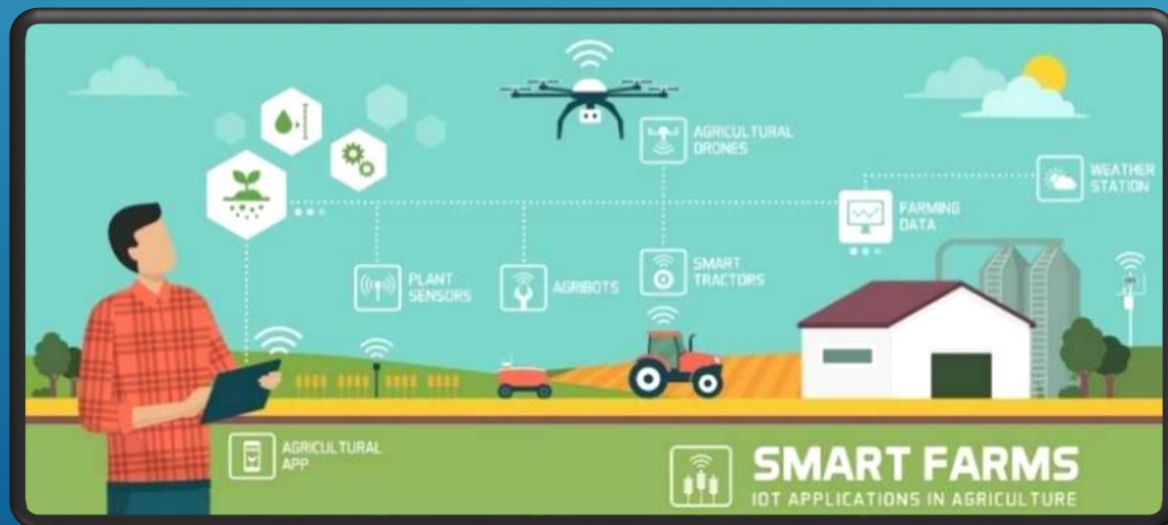 AGRICULTURAL
DRONES
WEATHER
STATION
FARMING
DATA
PLANT
SENSORS
AGRIBOTS
SMART
TRACTORS
AGRICULTURAL
APP
SMART FARMS
IOT APPLICATIONS IN AGRICULTURE